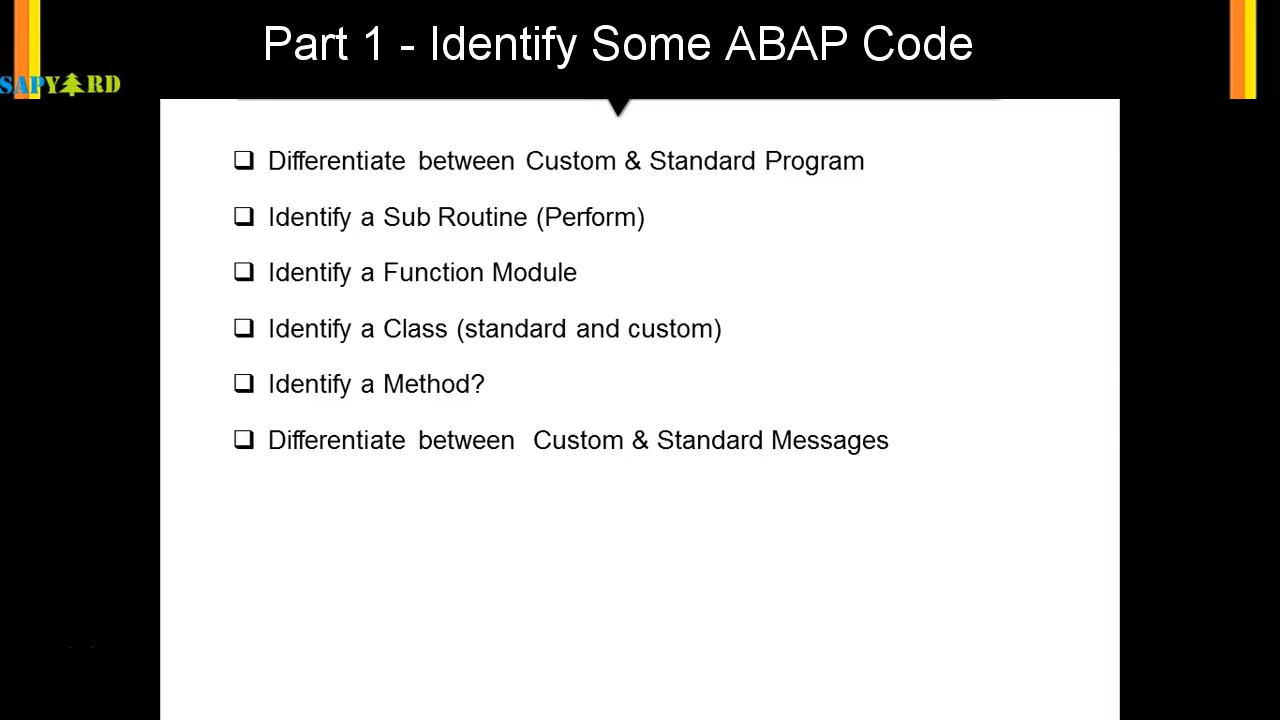 Part 1 - Identify Some ABAP Code
SAPYARD
Differentiate between Custom & Standard Program
Identify a Sub Routine (Perform)
Identify a Function Module
Identify a Class (standard and custom)
Identify a Method?
Differentiate between Custom & Standard Messages